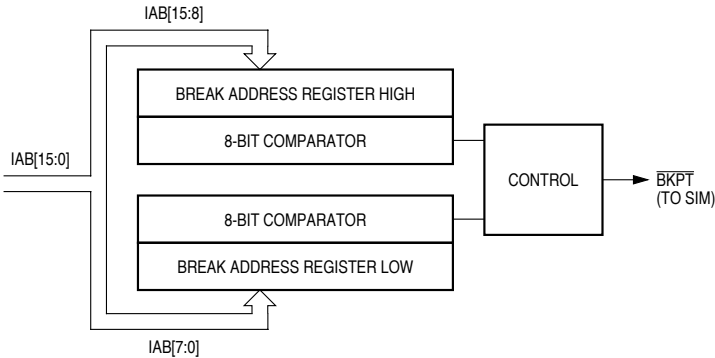 IAB[15:8]
BREAK ADDRESS REGISTER HIGH
8-BIT COMPARATOR
IAB[15:0]
CONTROL
BKPT
(TO SIM)
8-BIT COMPARATOR
BREAK ADDRESS REGISTER LOW
IAB[7:0]